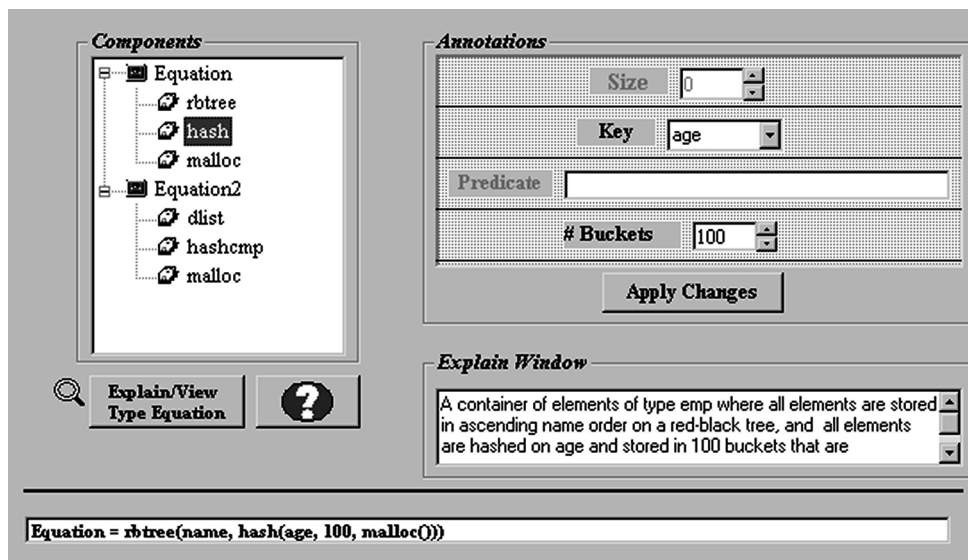 Components
Equation
rbtree
hash
malloc
Equation2
dlist
hashcmp
malloc
Explain/View
Type Equation
?
Annotations
Size 0
Key age
Predicate
# Buckets 100
Apply Changes
Explain Window
A container of elements of type emp where all elements are stored
in ascending name order on a red-black tree, and all elements
are hashed on age and stored in 100 buckets that are
Equation = rbtree(name, hash(age, 100, malloc()))